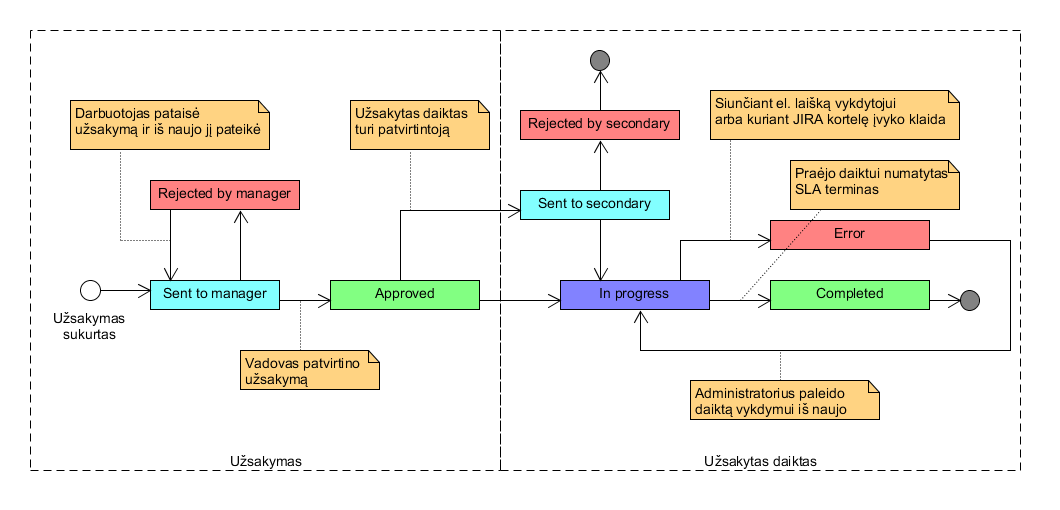 Darbuotojas pataisė
užsakymą ir iš naujo jį pateikė
Užsakytas daiktas
turi patvirtintoją
Siunčiant el. laišką vykdytojui
arba kuriant JIRA kortelę įvyko klaida
Rejected by secondary
Praėjo daiktui numatytas
SLA terminas
Rejected by manager
Sent to secondary
Error
Sent to manager
Approved
In progress
Completed
Užsakymas
sukurtas
Vadovas patvirtino
užsakymą
Administratorius paleido
daiktą vykdymui iš naujo
Užsakymas
Užsakytas daiktas